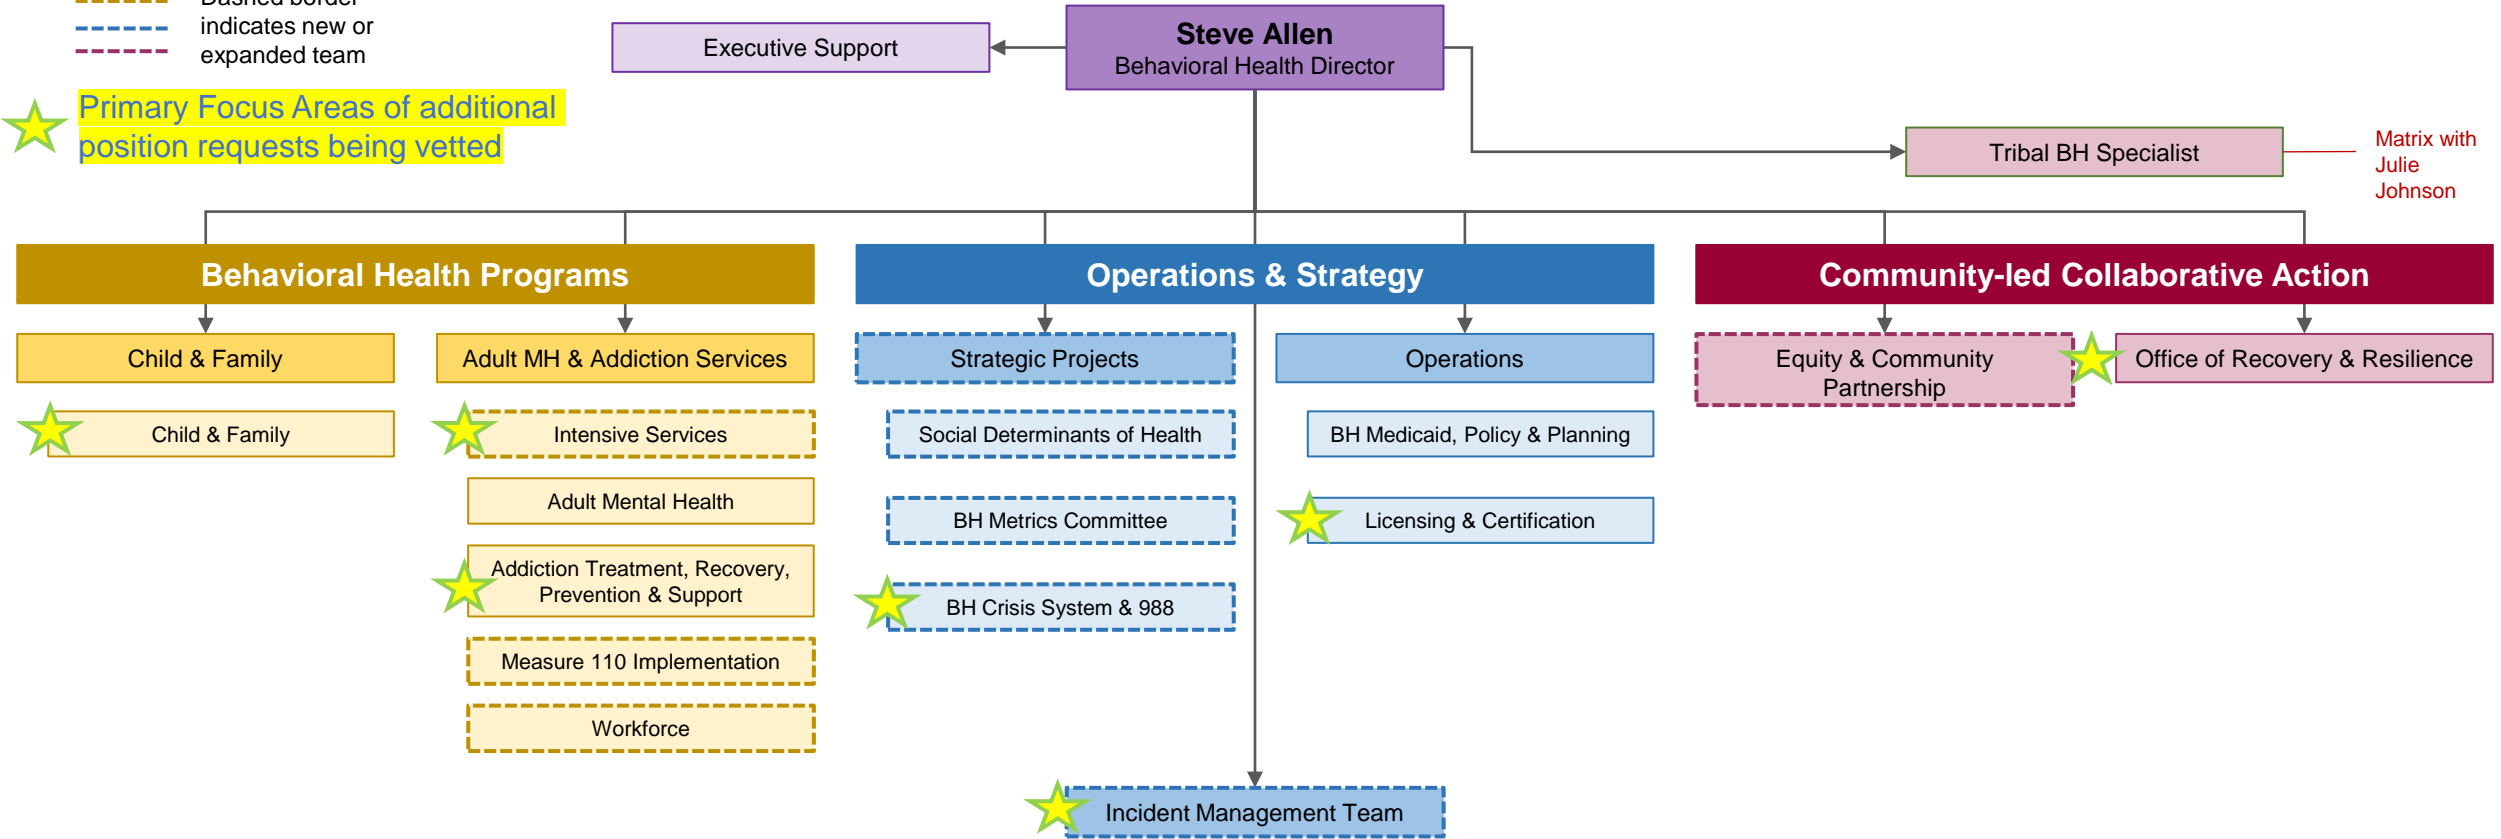 Dashed border
indicates new or
expanded team
Primary Focus Areas of additional
position requests being vetted
Executive Support
Steve Allen
Behavioral Health Director
Tribal BH Specialist
Matrix with
Julie
Johnson
Behavioral Health Programs
Operations & Strategy
Community-led Collaborative Action
Child & Family
Adult MH & Addiction Services
Strategic Projects
Operations
Equity & Community
Partnership
Office of Recovery & Resilience
Child & Family
Intensive Services
Social Determinants of Health
BH Medicaid, Policy & Planning
Adult Mental Health
BH Metrics Committee
Licensing & Certification
Addiction Treatment, Recovery,
Prevention & Support
BH Crisis System & 988
Measure 110 Implementation
Workforce
Incident Management Team